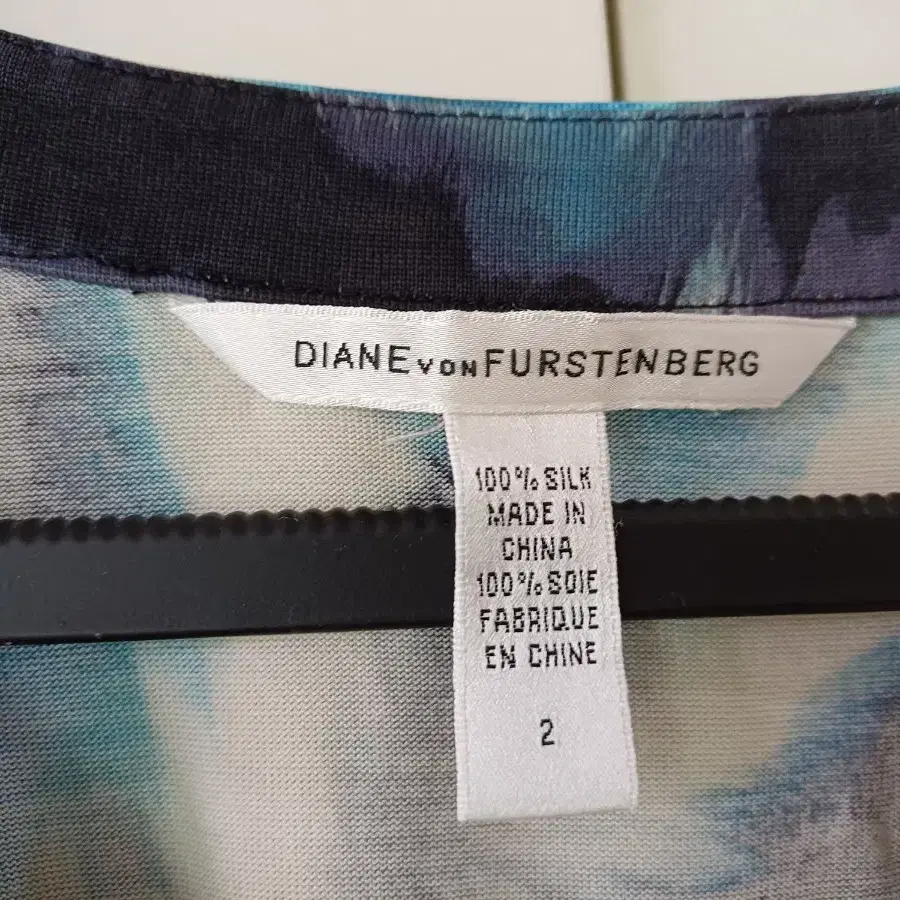 DIANE VON FURSTENBERG
100% SILK
MADE IN
CHINA
100% SOIE
FABRIQUE
EN CHINE
2